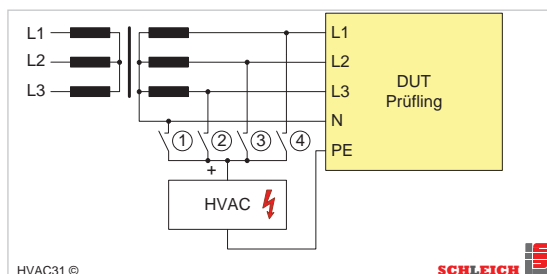 L1
L2
L3
L1
L2
L3
N
PE
DUT
Prüfling
1
2
3
4
+
HVAC
HVAC31 ©
SCHLEICH